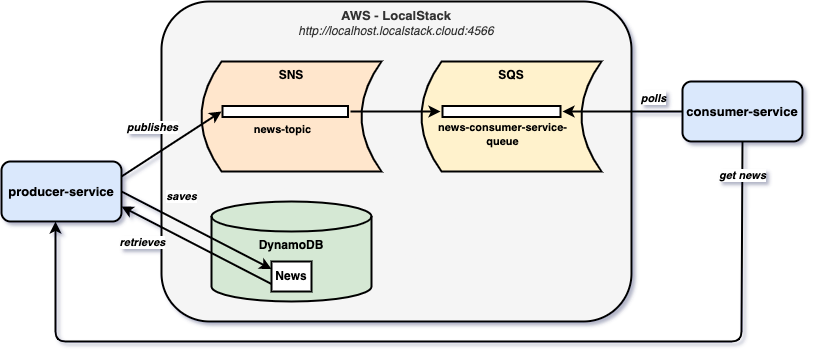 AWS - LocalStack
http://localhost.localstack.cloud:4566
SNS
SQS
polls
consumer-service
publishes
news-topic
news-consumer-service-
queue
get news
producer-service
saves
retrieves
DynamoDB
News